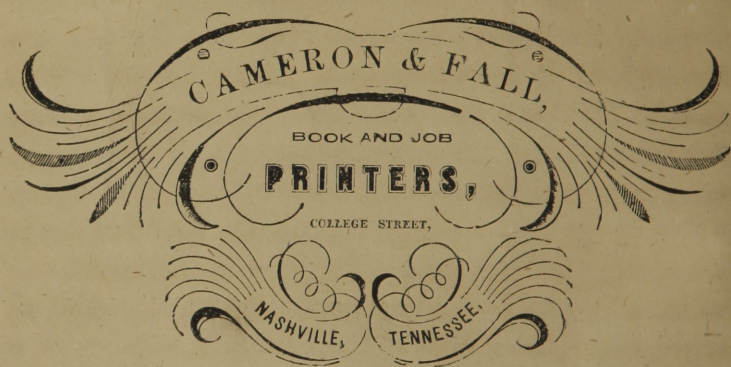 CAMERON & FALL,
BOOK AND JOB
PRINTERS,
COLLEGE STREET,
NASHVILLE, TENNESSEE.